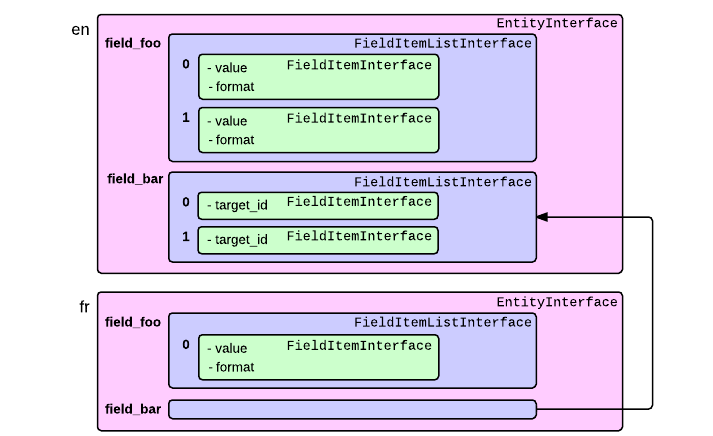 en
EntityInterface
field_foo
FieldItemListInterface
0
- value
FieldItemInterface
- format
1
- value
FieldItemInterface
- format
field_bar
FieldItemListInterface
0
- target_id
FieldItemInterface
1
- target_id
FieldItemInterface
fr
EntityInterface
field_foo
FieldItemListInterface
0
- value
FieldItemInterface
- format
field_bar